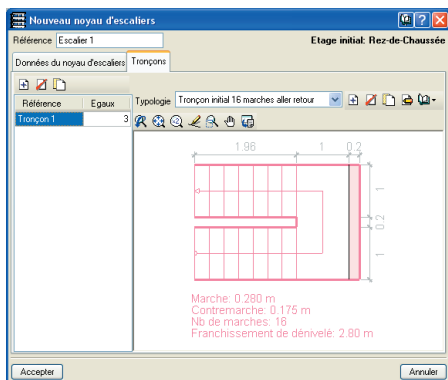 Nouveau noyau d'escaliers
Référence Escalier 1 Etage initial: Rez-de-Chaussée
Données du noyau d'escaliers Tronçons
Référence Egaux
Tronçon 1 3
Typologie Tronçon initial 16 marches aller retour
1.96 1 0.2
1
0.2
1
Marche: 0.280 m
Contremarche: 0.175 m
Nb de marches: 16
Franchissement de dénivelé: 2.80 m
Accepter Annuler